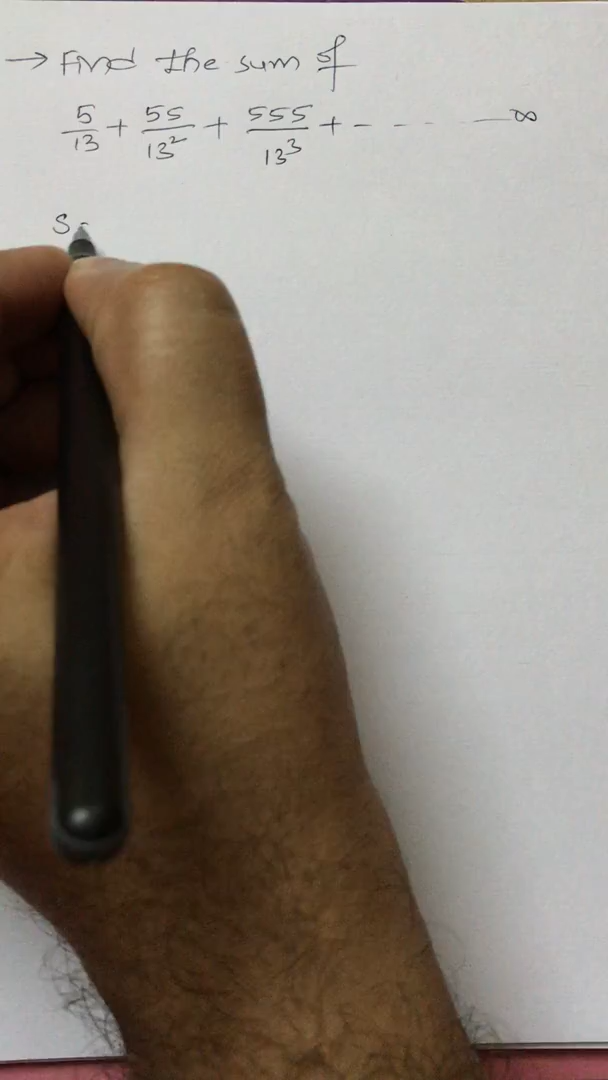 → Find the sum of
5/13 + 55/13² + 555/13³ + - - - - — ∞
S =